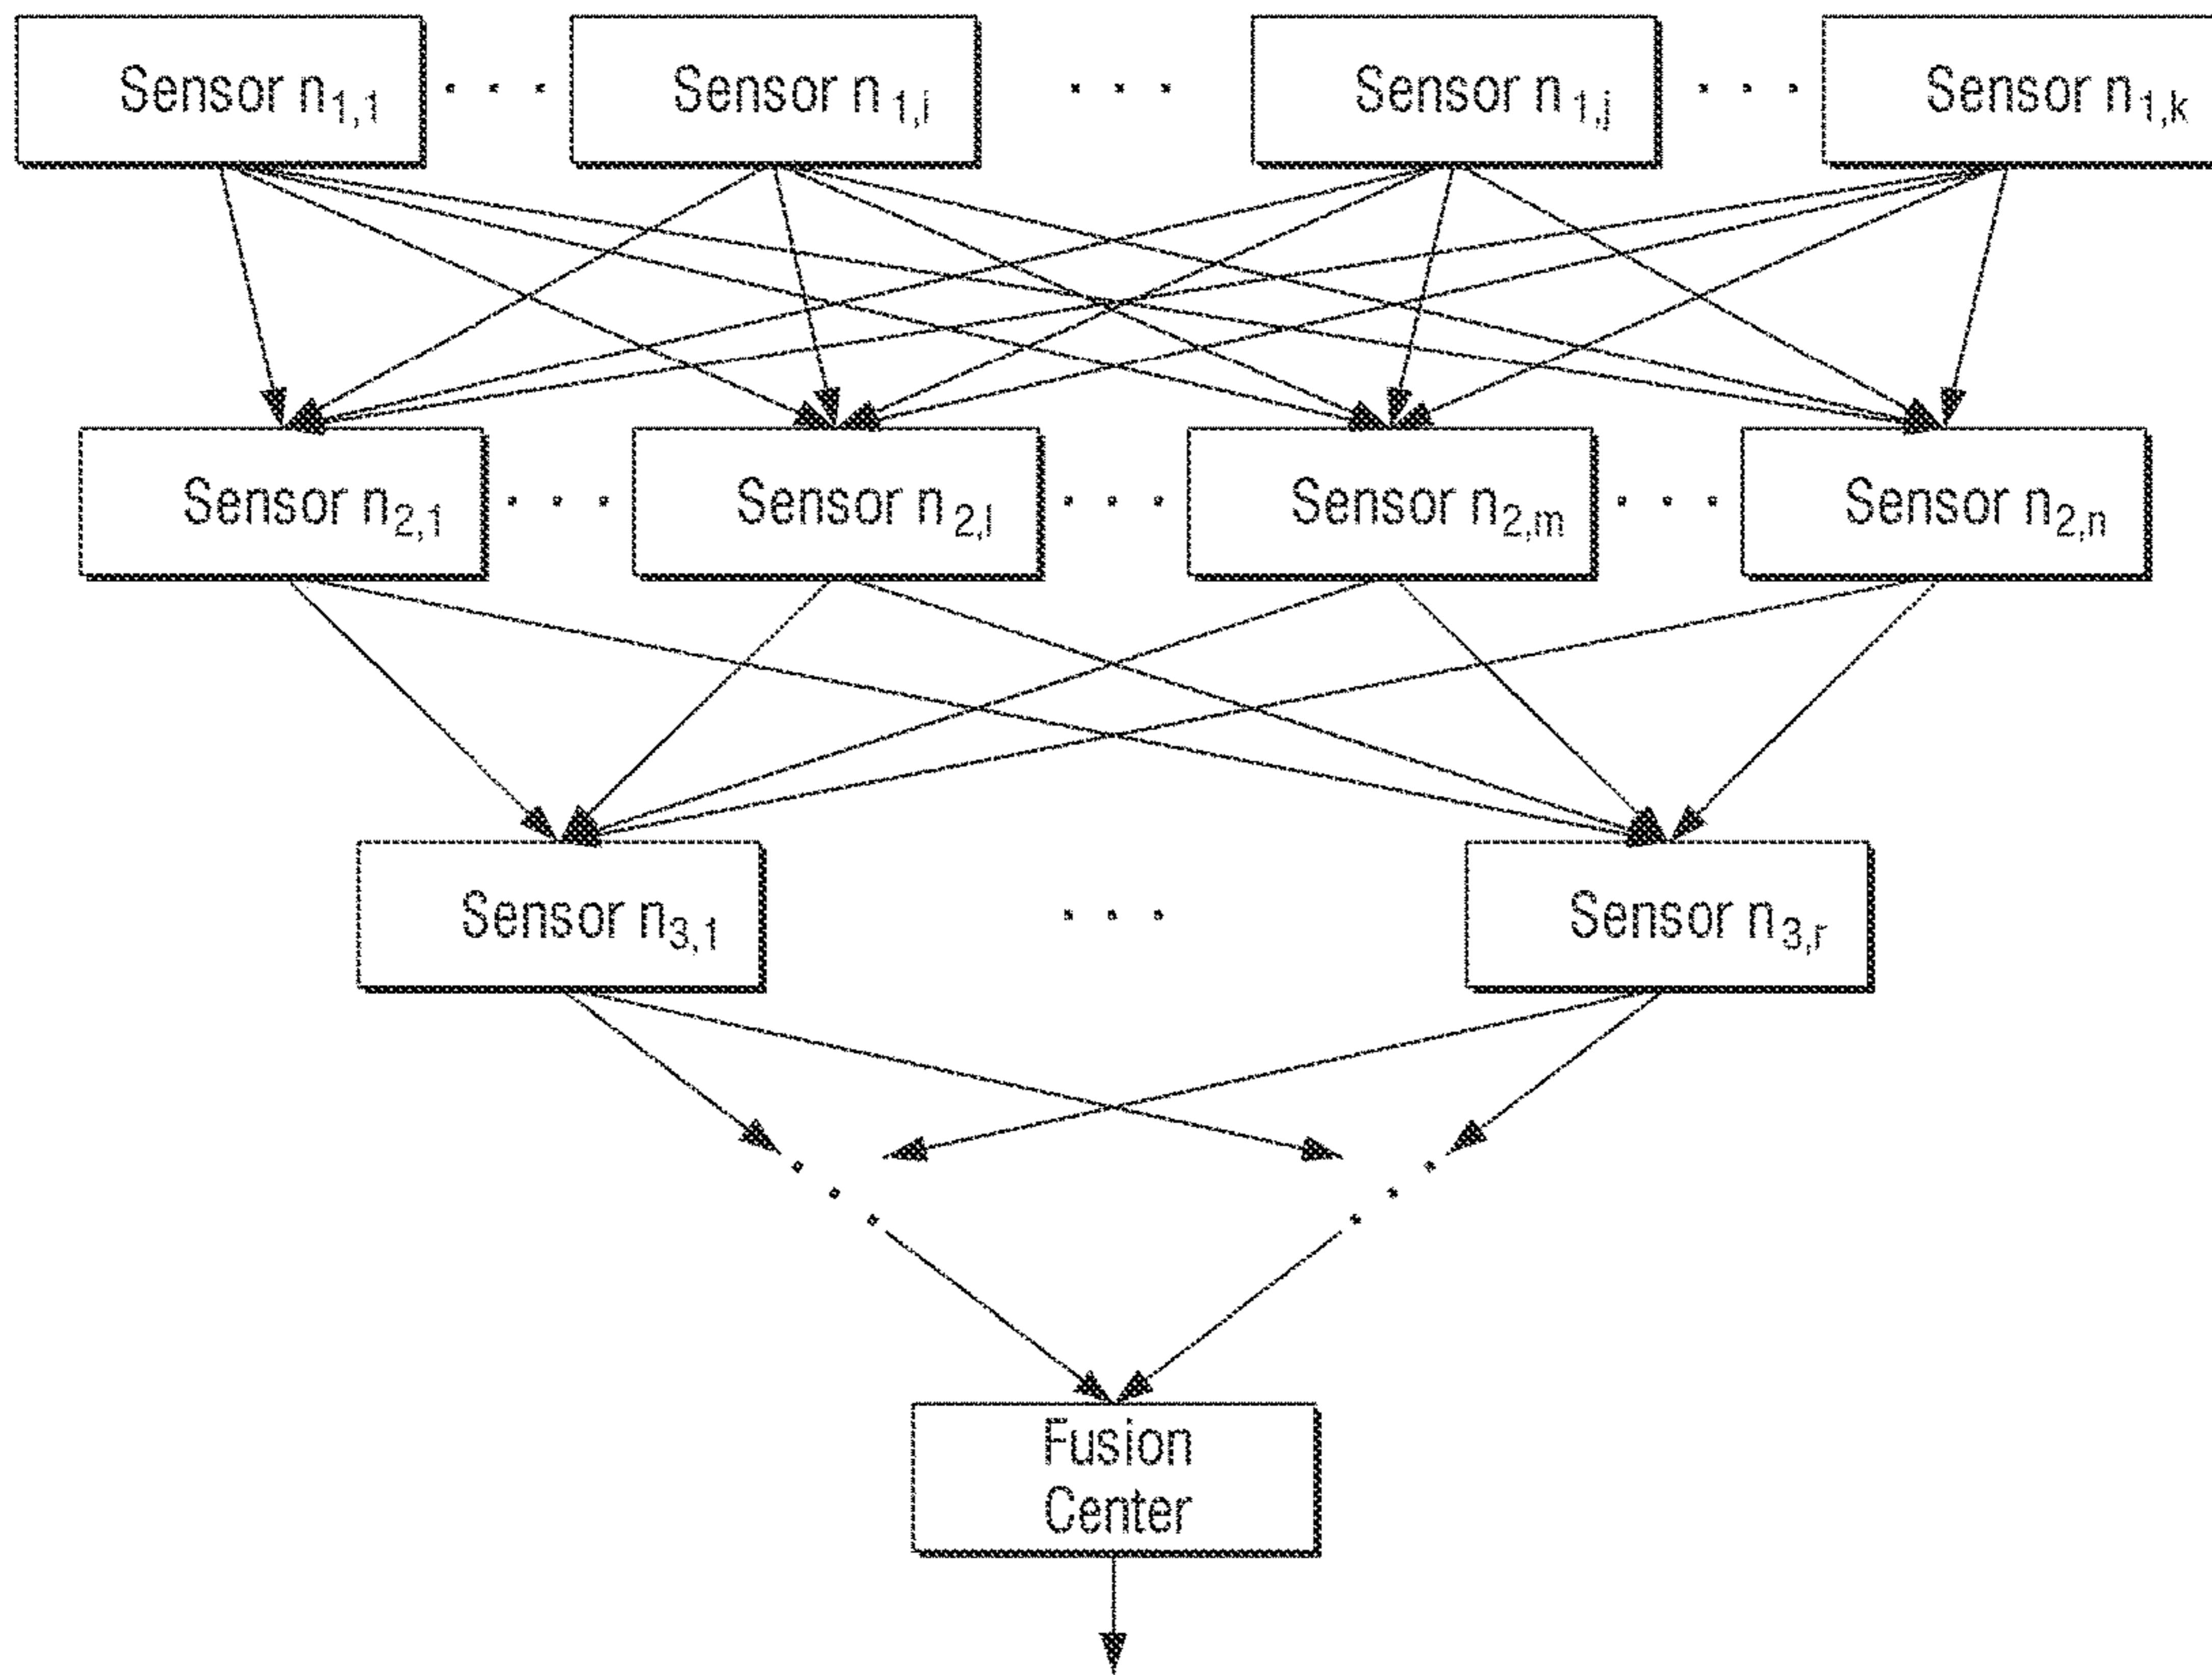 Sensor n1,1 . . . Sensor n1,i . . . Sensor n1,j . . . Sensor n1,k
Sensor n2,1 . . . Sensor n2,l . . . Sensor n2,m . . . Sensor n2,n
Sensor n3,1 . . . Sensor n3,r
Fusion
Center